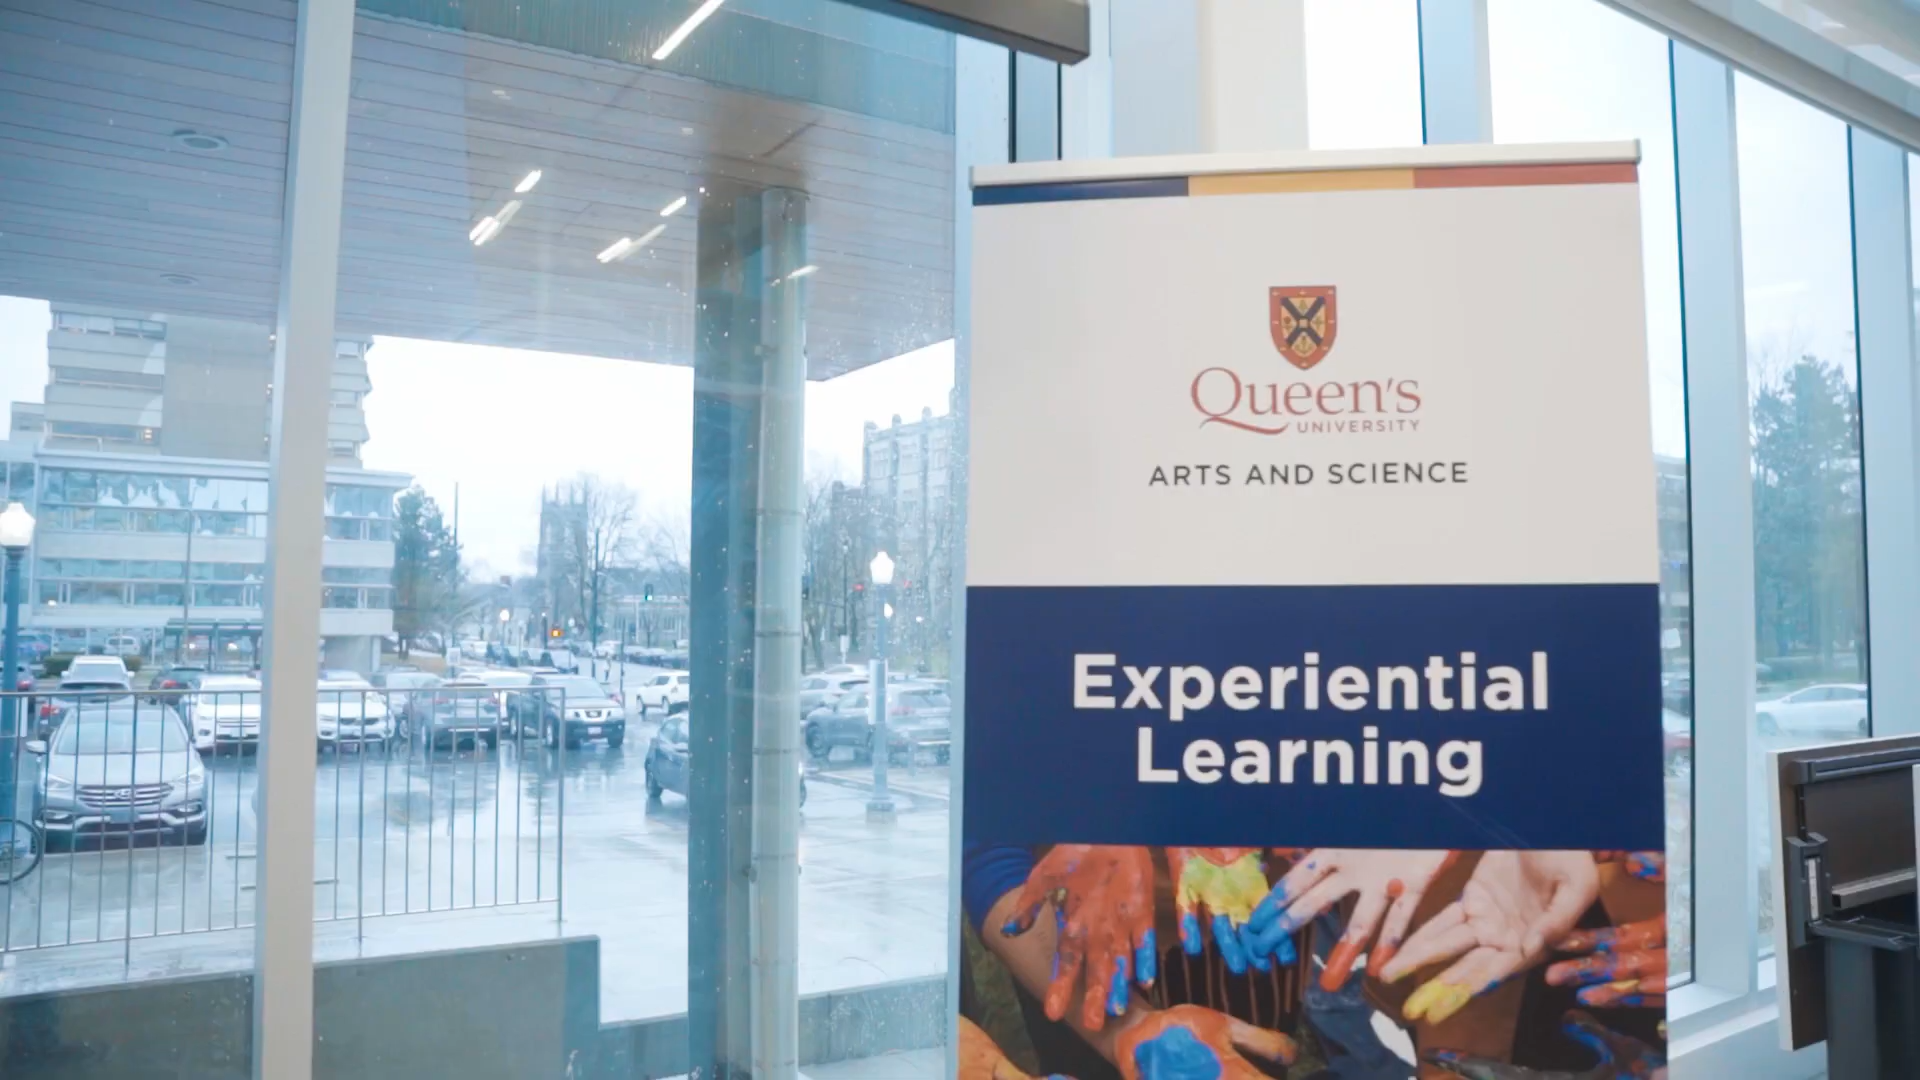 Queen's
UNIVERSITY
ARTS AND SCIENCE
Experiential
Learning